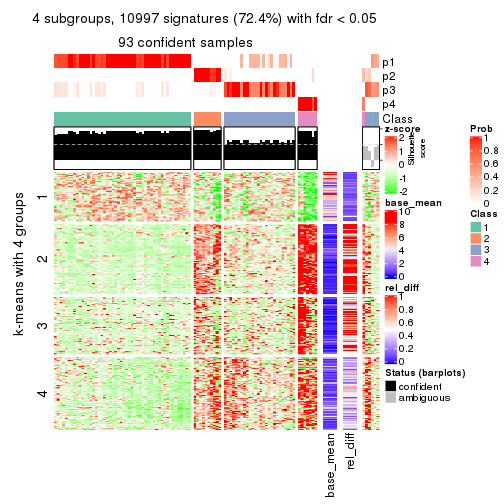 4 subgroups, 10997 signatures (72.4%) with fdr < 0.05
93 confident samples
p1
p2
p3
p4
Class
Silhouette score
k-means with 4 groups
1
2
3
4
base_mean
rel_diff
z-score
2
1
0
-1
-2
base_mean
10
8
6
4
2
0
rel_diff
1
0.8
0.6
0.4
0.2
0
Status (barplots)
confident
ambiguous
Prob
1
0.8
0.6
0.4
0.2
0
Class
1
2
3
4